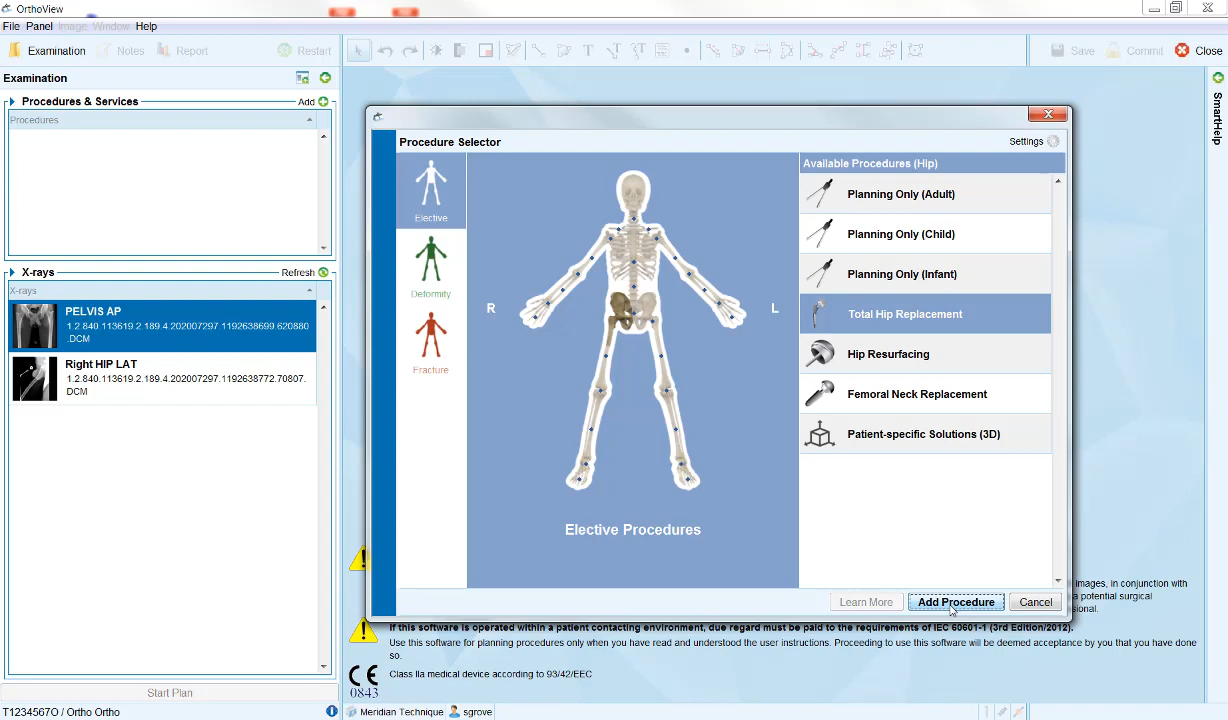 OrthoView
File Panel Image Window Help
Examination Notes Report Restart
T T T
Save Commit Close
Examination
Procedures & Services Add
Procedures
X-rays Refresh
X-rays
PELVIS AP
1.2.840.113619.2.189.4.202007297.1192638699.620880
.DCM
Right HIP LAT
1.2.840.113619.2.189.4.202007297.1192638772.70807.
DCM
Start Plan
T1234567O / Ortho Ortho
Procedure Selector
Settings
Elective
Deformity
Fracture
R
L
Elective Procedures
Available Procedures (Hip)
Planning Only (Adult)
Planning Only (Child)
Planning Only (Infant)
Total Hip Replacement
Hip Resurfacing
Femoral Neck Replacement
Patient-specific Solutions (3D)
Learn More Add Procedure Cancel
SmartHelp
images, in conjunction with
a potential surgical
sional.
If this software is operated within a patient contacting environment, due regard must be paid to the requirements of IEC 60601-1 (3rd Edition/2012).
Use this software for planning procedures only when you have read and understood the user instructions. Proceeding to use this software will be deemed acceptance by you that you have done
so.
CE Class IIa medical device according to 93/42/EEC
0843
Meridian Technique sgrove